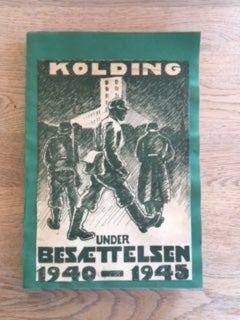 KOLDING
UNDER
BESÆTTELSEN
1940-1945